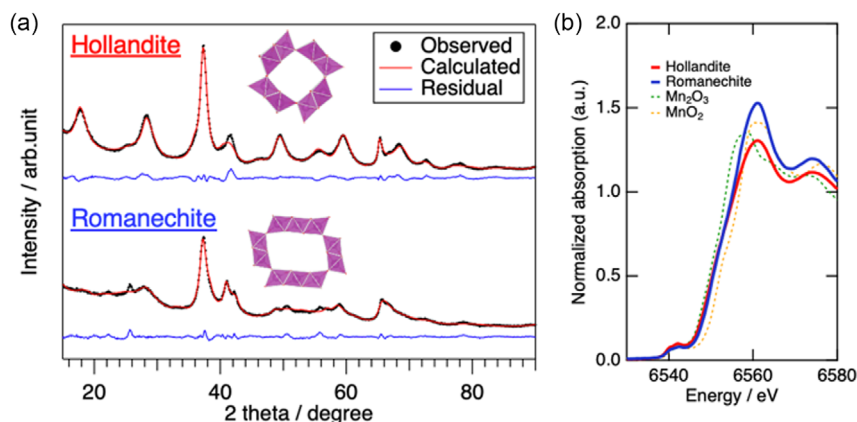 (a)
Hollandite
Observed
Calculated
Residual
Romanechite
Intensity / arb.unit
20
40
60
80
2 theta / degree
(b)
2.0
1.5
1.0
0.5
0.0
Normalized absorption (a.u.)
Hollandite
Romanechite
Mn₂O₃
MnO₂
6540
6560
6580
Energy / eV